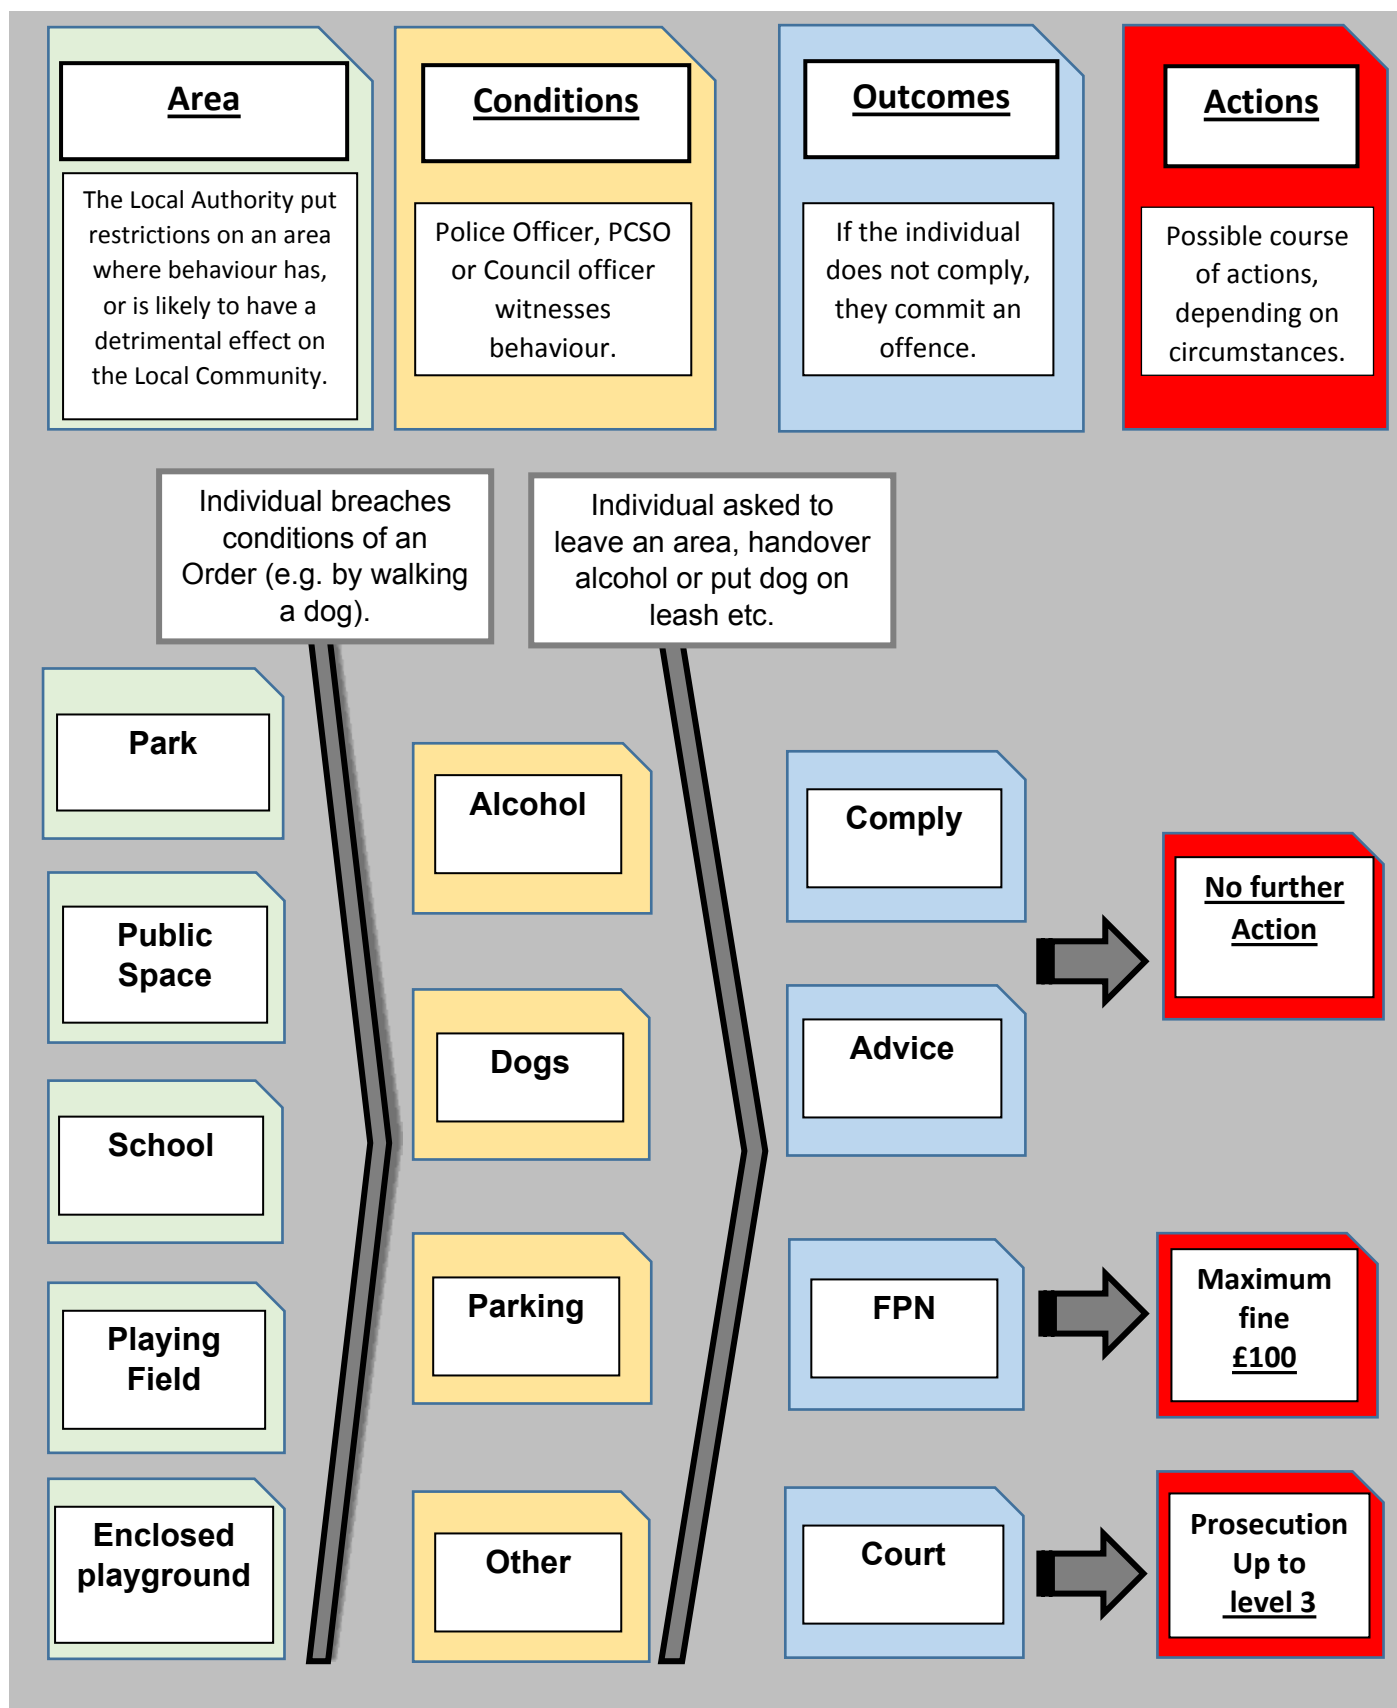 Area
The Local Authority put
restrictions on an area
where behaviour has,
or is likely to have a
detrimental effect on
the Local Community.
Conditions
Police Officer, PCSO
or Council officer
witnesses
behaviour.
Outcomes
If the individual
does not comply,
they commit an
offence.
Actions
Possible course
of actions,
depending on
circumstances.
Individual breaches
conditions of an
Order (e.g. by walking
a dog).
Individual asked to
leave an area, handover
alcohol or put dog on
leash etc.
Park
Public
Space
School
Playing
Field
Enclosed
playground
Alcohol
Dogs
Parking
Other
Comply
Advice
FPN
Court
No further
Action
Maximum
fine
£100
Prosecution
Up to
level 3